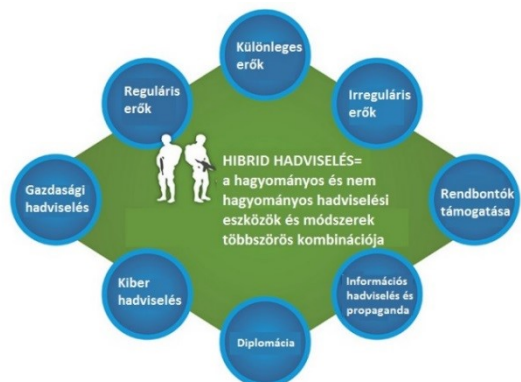 Különleges
erők
Reguláris
erők
Irreguláris
erők
HIBRID HADVISELÉS=
a hagyományos és nem
hagyományos hadviselési
eszközök és módszerek
többszörös kombinációja
Gazdasági
hadviselés
Rendbontók
támogatása
Kiber
hadviselés
Információs
hadviselés és
propaganda
Diplomácia